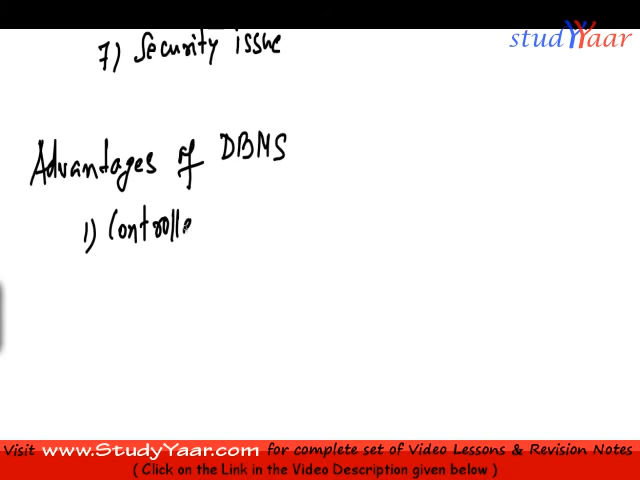 7) Security issue
studYYaar
Advantages of DBMS
1) Controlle
Visit www.StudyYaar.com for complete set of Video Lessons & Revision Notes
( Click on the Link in the Video Description given below )